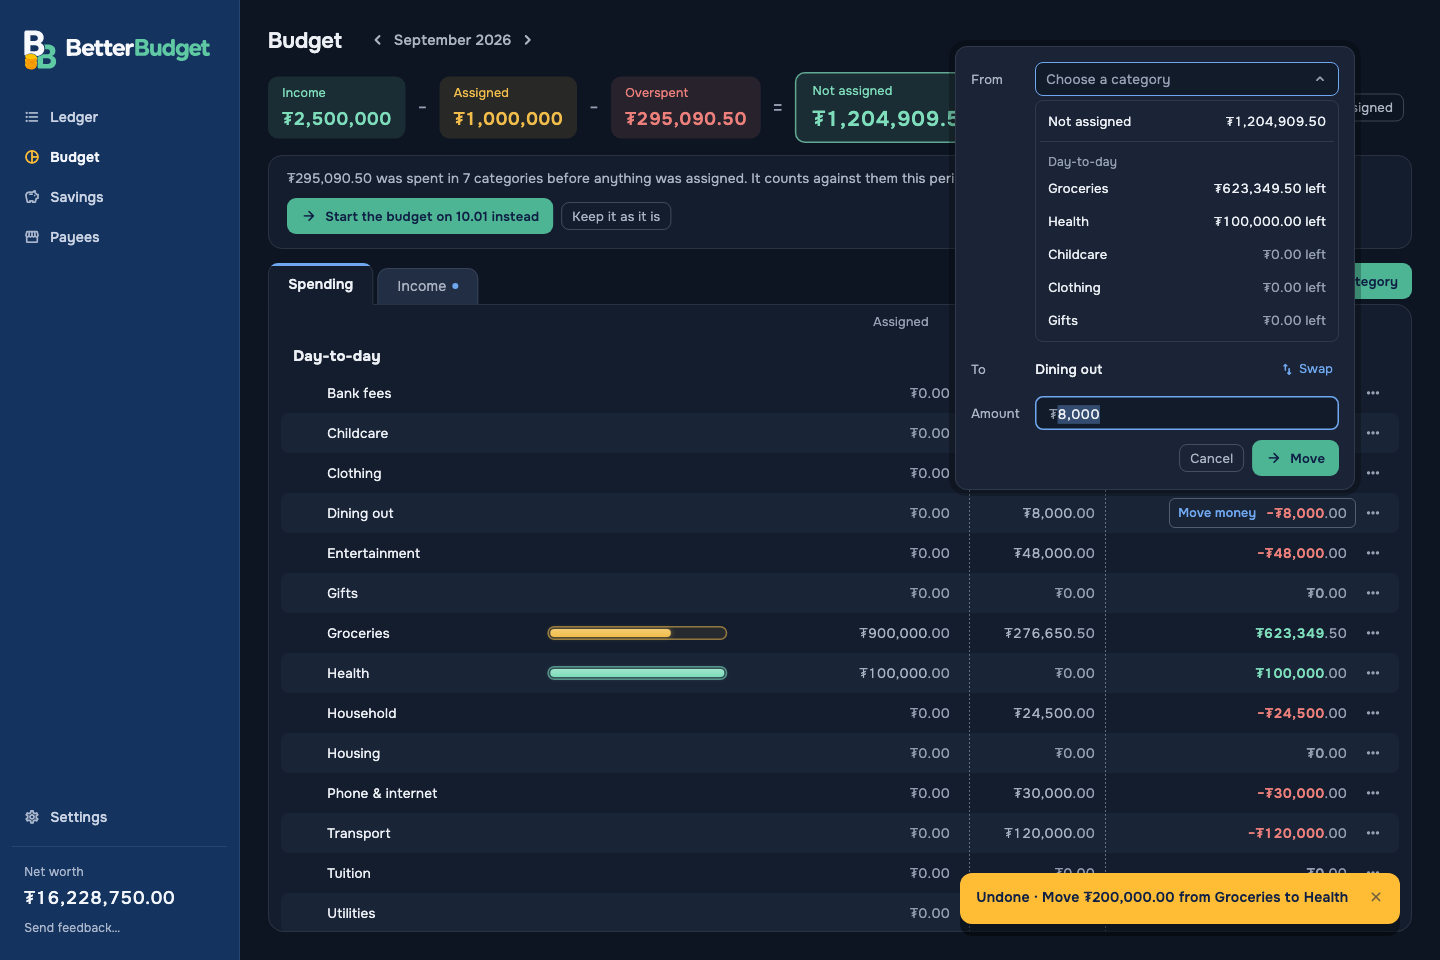 BetterBudget
Ledger
Budget
Savings
Payees
Settings
Net worth
₮16,228,750.00
Send feedback...
Budget
September 2026
Income
₮2,500,000
–
Assigned
₮1,000,000
–
Overspent
₮295,090.50
=
Not assigned
₮1,204,909.5
signed
₮295,090.50 was spent in 7 categories before anything was assigned. It counts against them this peri
Start the budget on 10.01 instead
Keep it as it is
Spending
Income
tegory
Assigned
Day-to-day
Bank fees ₮0.00
Childcare ₮0.00
Clothing ₮0.00
Dining out ₮0.00 ₮8,000.00 Move money -₮8,000.00
Entertainment ₮0.00 ₮48,000.00 -₮48,000.00
Gifts ₮0.00 ₮0.00 ₮0.00
Groceries ₮900,000.00 ₮276,650.50 ₮623,349.50
Health ₮100,000.00 ₮0.00 ₮100,000.00
Household ₮0.00 ₮24,500.00 -₮24,500.00
Housing ₮0.00 ₮0.00 ₮0.00
Phone & internet ₮0.00 ₮30,000.00 -₮30,000.00
Transport ₮0.00 ₮120,000.00 -₮120,000.00
Tuition ₮0.00 ₮0.00 ₮0.00
Utilities ₮0.00
From Choose a category
Not assigned ₮1,204,909.50
Day-to-day
Groceries ₮623,349.50 left
Health ₮100,000.00 left
Childcare ₮0.00 left
Clothing ₮0.00 left
Gifts ₮0.00 left
To Dining out Swap
Amount ₮8,000
Cancel
Move
Undone · Move ₮200,000.00 from Groceries to Health